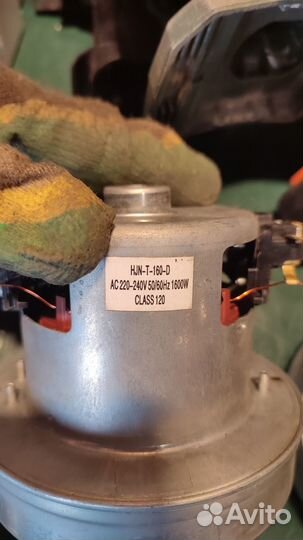 HJN-T-160-D
AC 220-240V 50/60Hz 1600W
CLASS 120
Avito